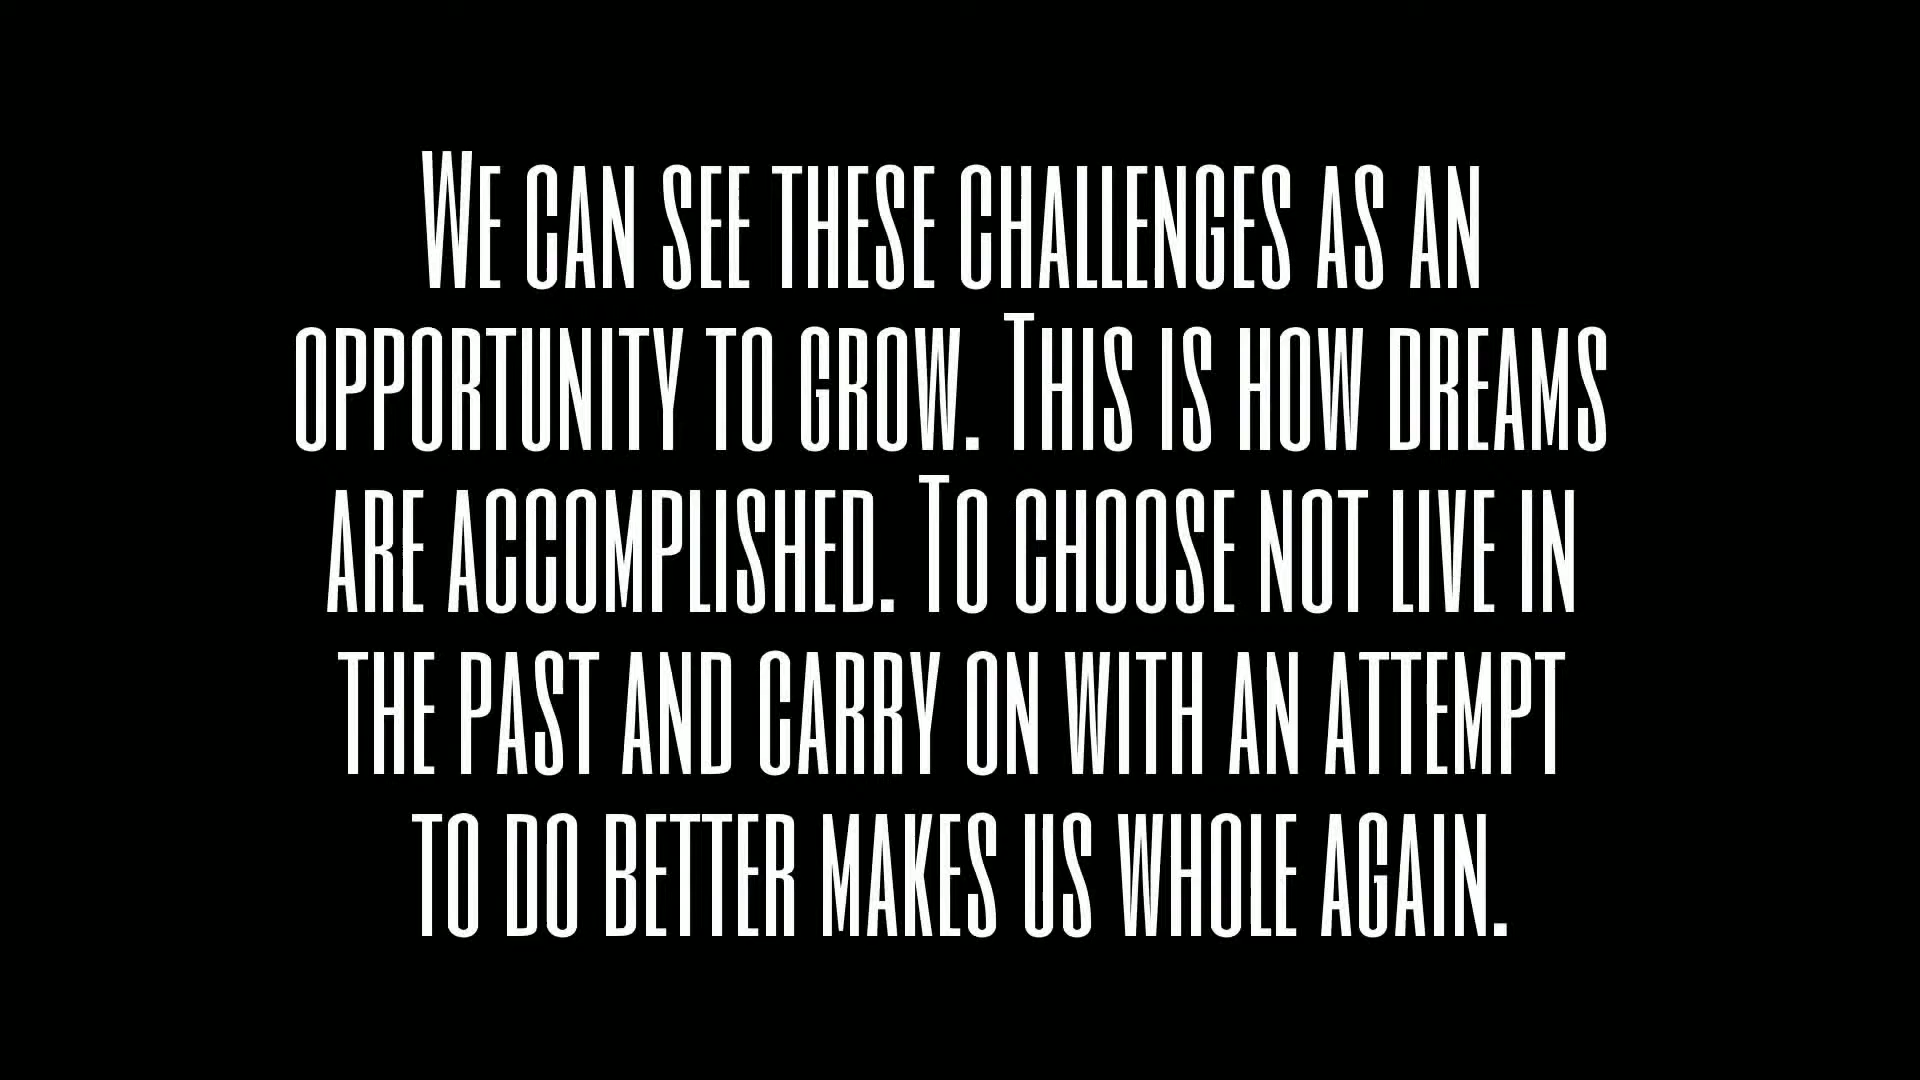 We can see these challenges as an
opportunity to grow. This is how dreams
are accomplished. To choose not live in
the past and carry on with an attempt
to do better makes us whole again.